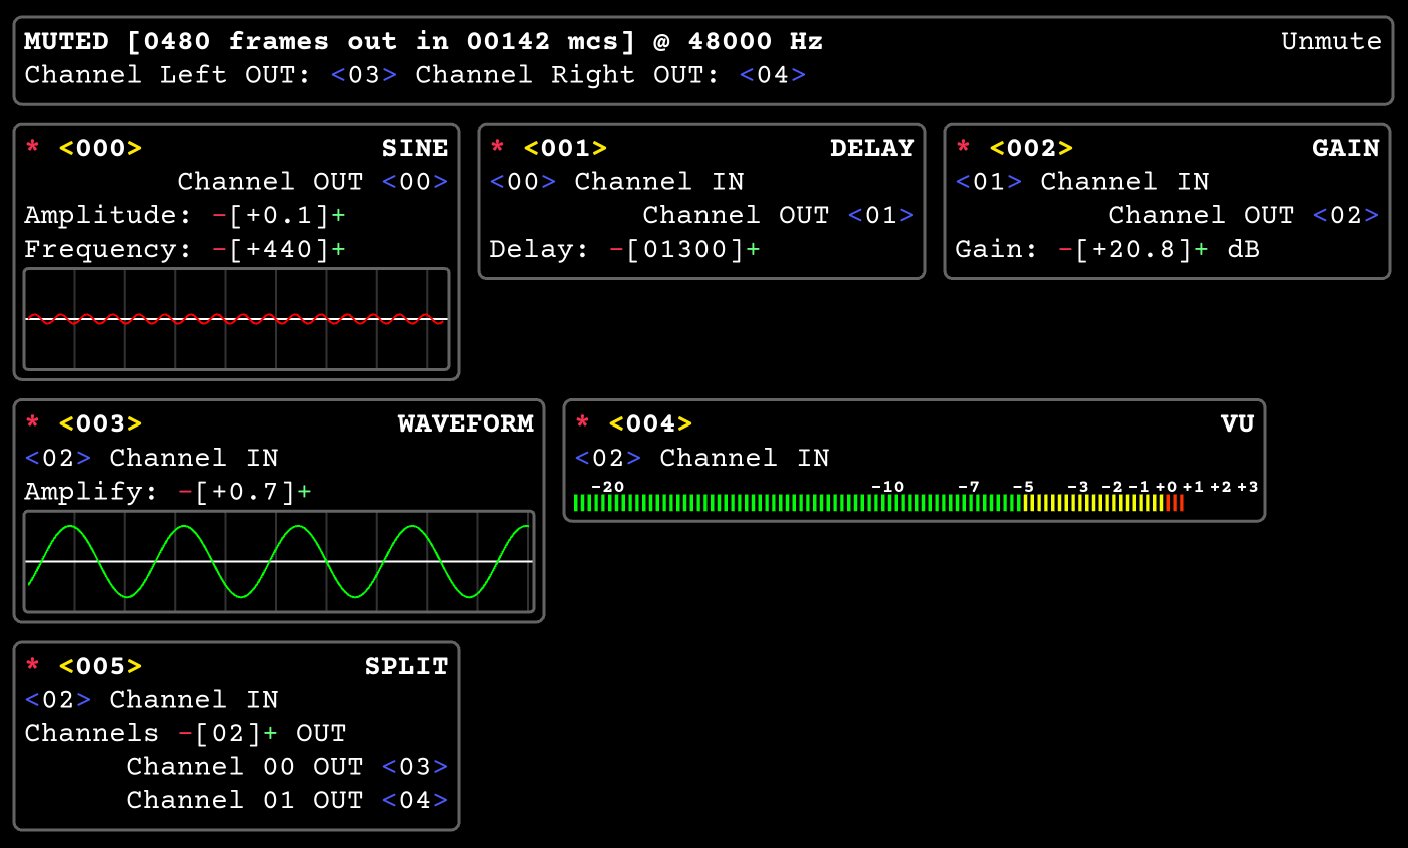 MUTED [0480 frames out in 00142 mcs] @ 48000 Hz Unmute
Channel Left OUT: <03> Channel Right OUT: <04>
* <000> SINE
Channel OUT <00>
Amplitude: -[+0.1]+
Frequency: -[+440]+
* <001> DELAY
<00> Channel IN
Channel OUT <01>
Delay: -[01300]+
* <002> GAIN
<01> Channel IN
Channel OUT <02>
Gain: -[+20.8]+ dB
* <003> WAVEFORM
<02> Channel IN
Amplify: -[+0.7]+
* <004> VU
<02> Channel IN
-20 -10 -7 -5 -3 -2 -1 +0 +1 +2 +3
* <005> SPLIT
<02> Channel IN
Channels -[02]+ OUT
Channel 00 OUT <03>
Channel 01 OUT <04>